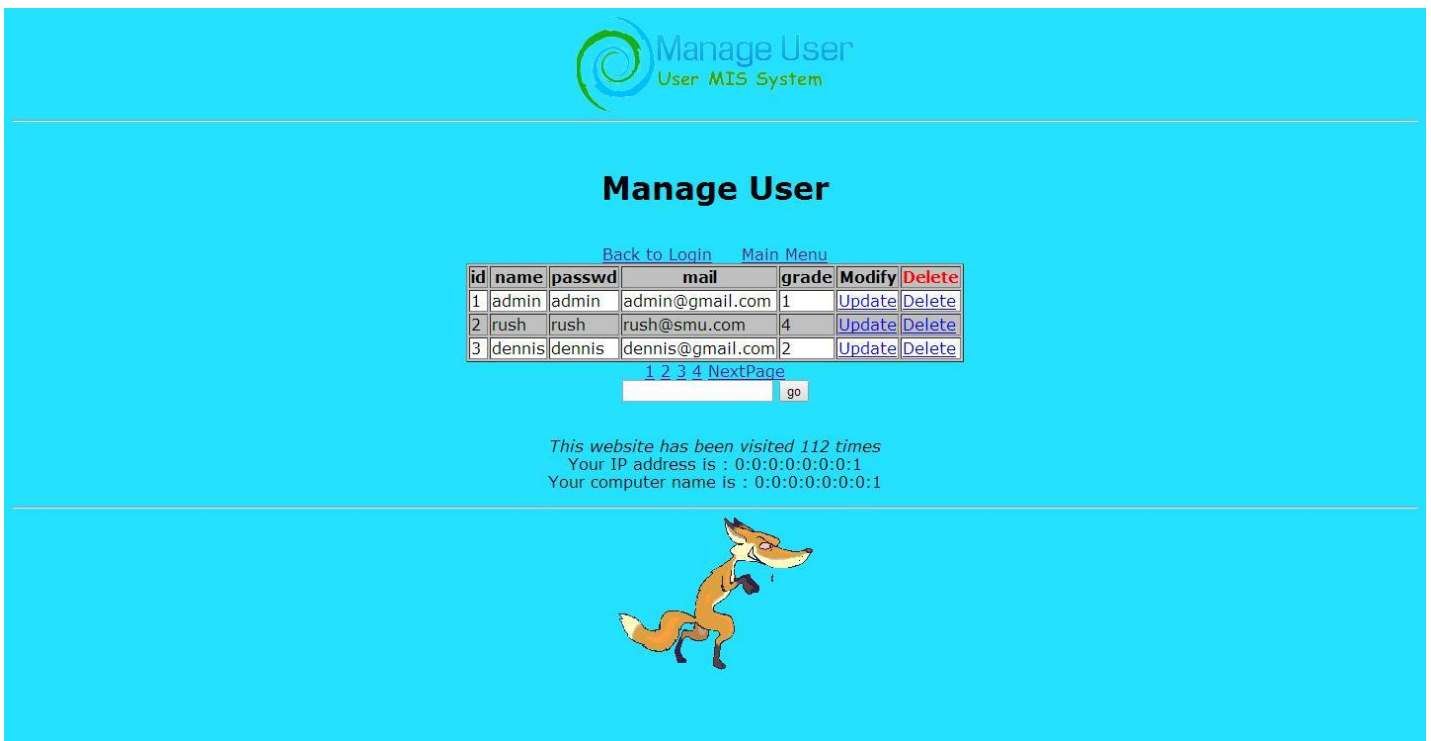 Manage User
User MIS System
Manage User
Back to Login Main Menu
id name passwd mail grade Modify Delete
1 admin admin admin@gmail.com 1 Update Delete
2 rush rush rush@smu.com 4 Update Delete
3 dennis dennis dennis@gmail.com 2 Update Delete
1 2 3 4 NextPage
go
This website has been visited 112 times
Your IP address is : 0:0:0:0:0:0:0:1
Your computer name is : 0:0:0:0:0:0:0:1